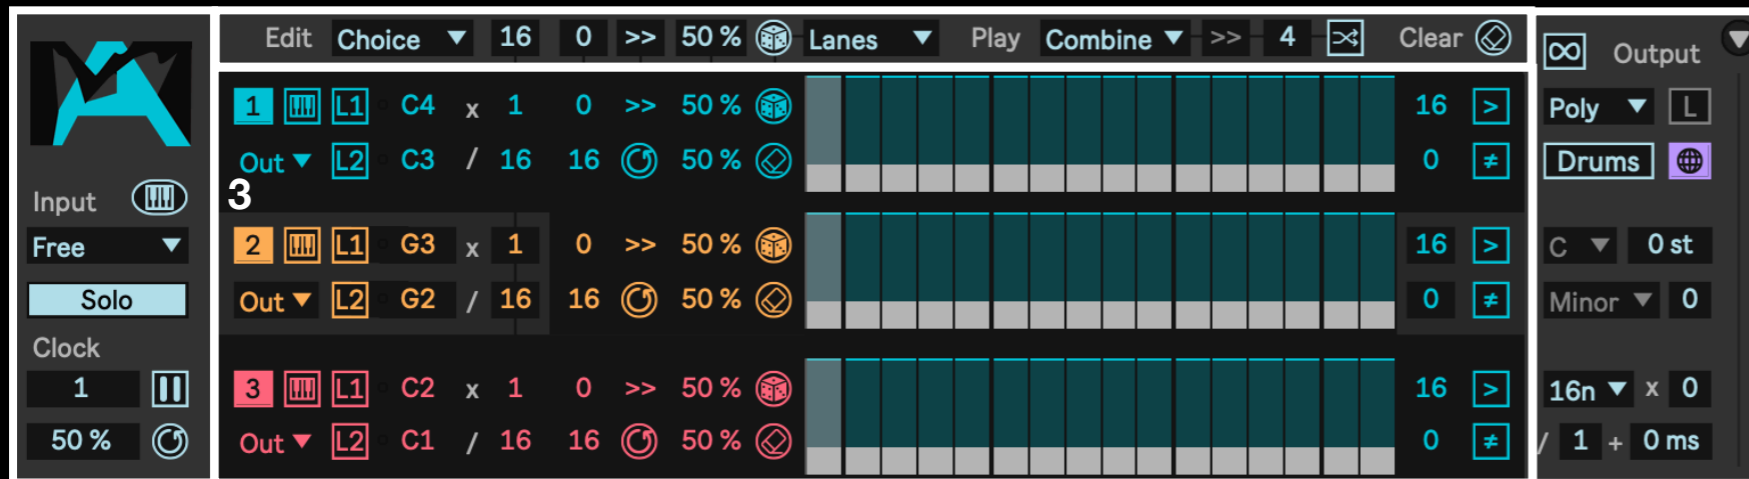 Edit Choice ▼ 16 0 >> 50 % Lanes ▼ Play Combine ▼ >> 4 Clear
Output
1 L1 C4 x 1 0 >> 50 % 16 >
Out ▼ L2 C3 / 16 16 50 % 0 ≠
3
2 L1 G3 x 1 0 >> 50 % 16 >
Out ▼ L2 G2 / 16 16 50 % 0 ≠
3 L1 C2 x 1 0 >> 50 % 16 >
Out ▼ L2 C1 / 16 16 50 % 0 ≠
Input
Free ▼
Solo
Clock
1
50 %
Poly ▼ L
Drums
C ▼ 0 st
Minor ▼ 0
16n ▼ x 0
/ 1 + 0 ms